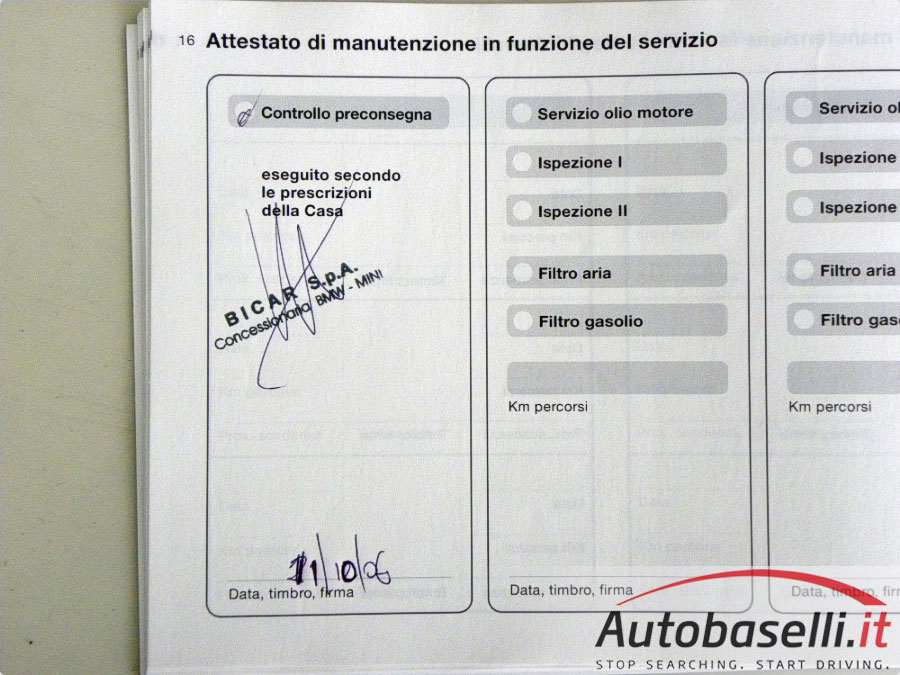 16 Attestato di manutenzione in funzione del servizio
Controllo preconsegna
eseguito secondo
le prescrizioni
della Casa
BICAR S.p.A.
Concessionaria BMW - MINI
/10/06
Data, timbro, firma
Servizio olio motore
Ispezione I
Ispezione II
Filtro aria
Filtro gasolio
Km percorsi
Data, timbro, firma
Servizio ol
Ispezione
Ispezione
Filtro aria
Filtro gaso
Km percorsi
Data, timbro, fir
Autobaselli.it
STOP SEARCHING. START DRIVING.